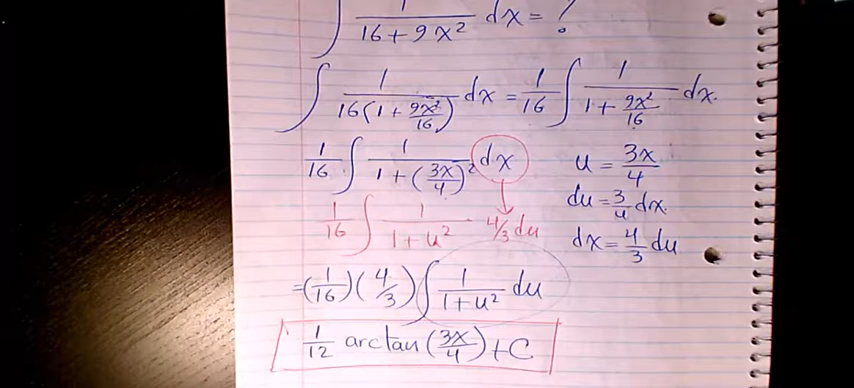 ∫ 1/(16+9x²) dx = ?
∫ 1/(16(1+9x²/16)) dx = 1/16 ∫ 1/(1+9x²/16) dx.
1/16 ∫ 1/(1+(3x/4)²) dx
u = 3x/4
du = 3/4 dx.
1/16 ∫ 1/(1+u²) 4/3 du
dx = 4/3 du
=(1/16)(4/3) ∫ 1/(1+u²) du
1/12 arctan(3x/4)+C